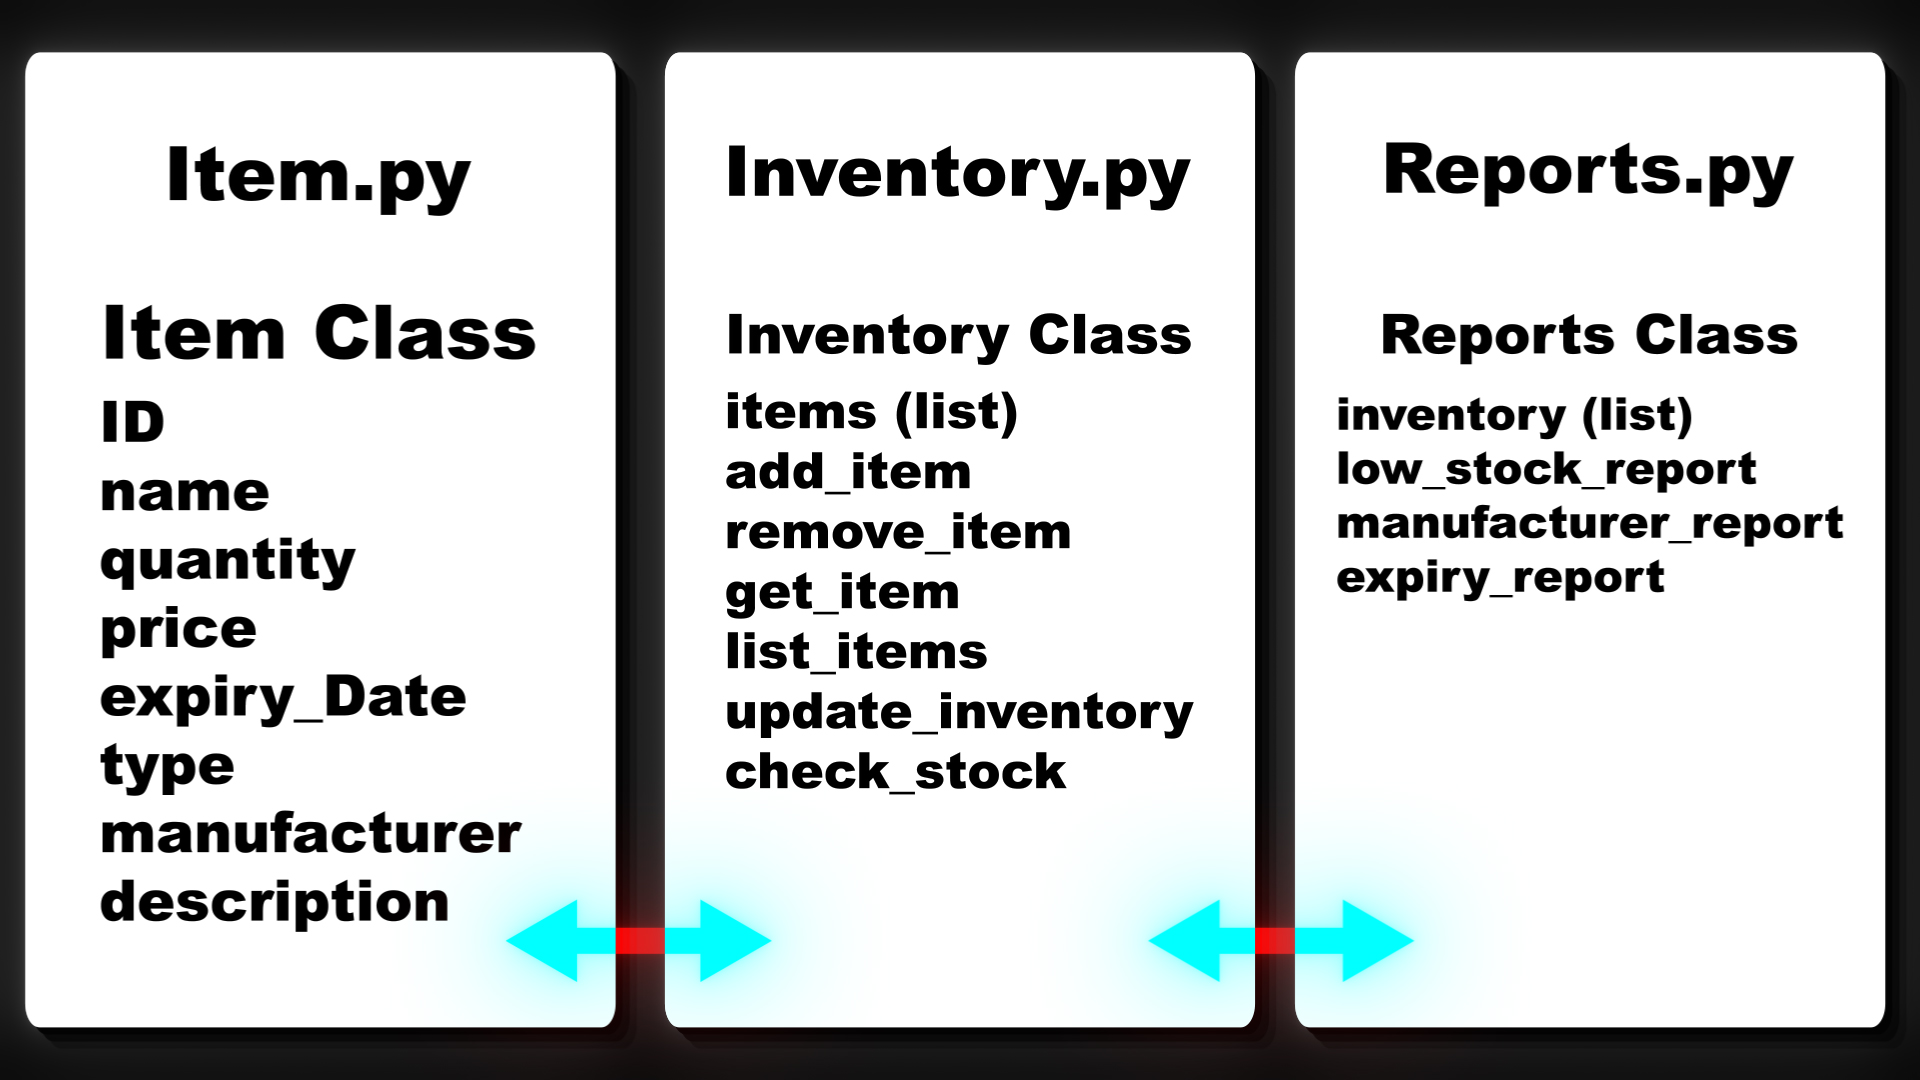 Item.py
Item Class
ID
name
quantity
price
expiry_Date
type
manufacturer
description
Inventory.py
Inventory Class
items (list)
add_item
remove_item
get_item
list_items
update_inventory
check_stock
Reports.py
Reports Class
inventory (list)
low_stock_report
manufacturer_report
expiry_report